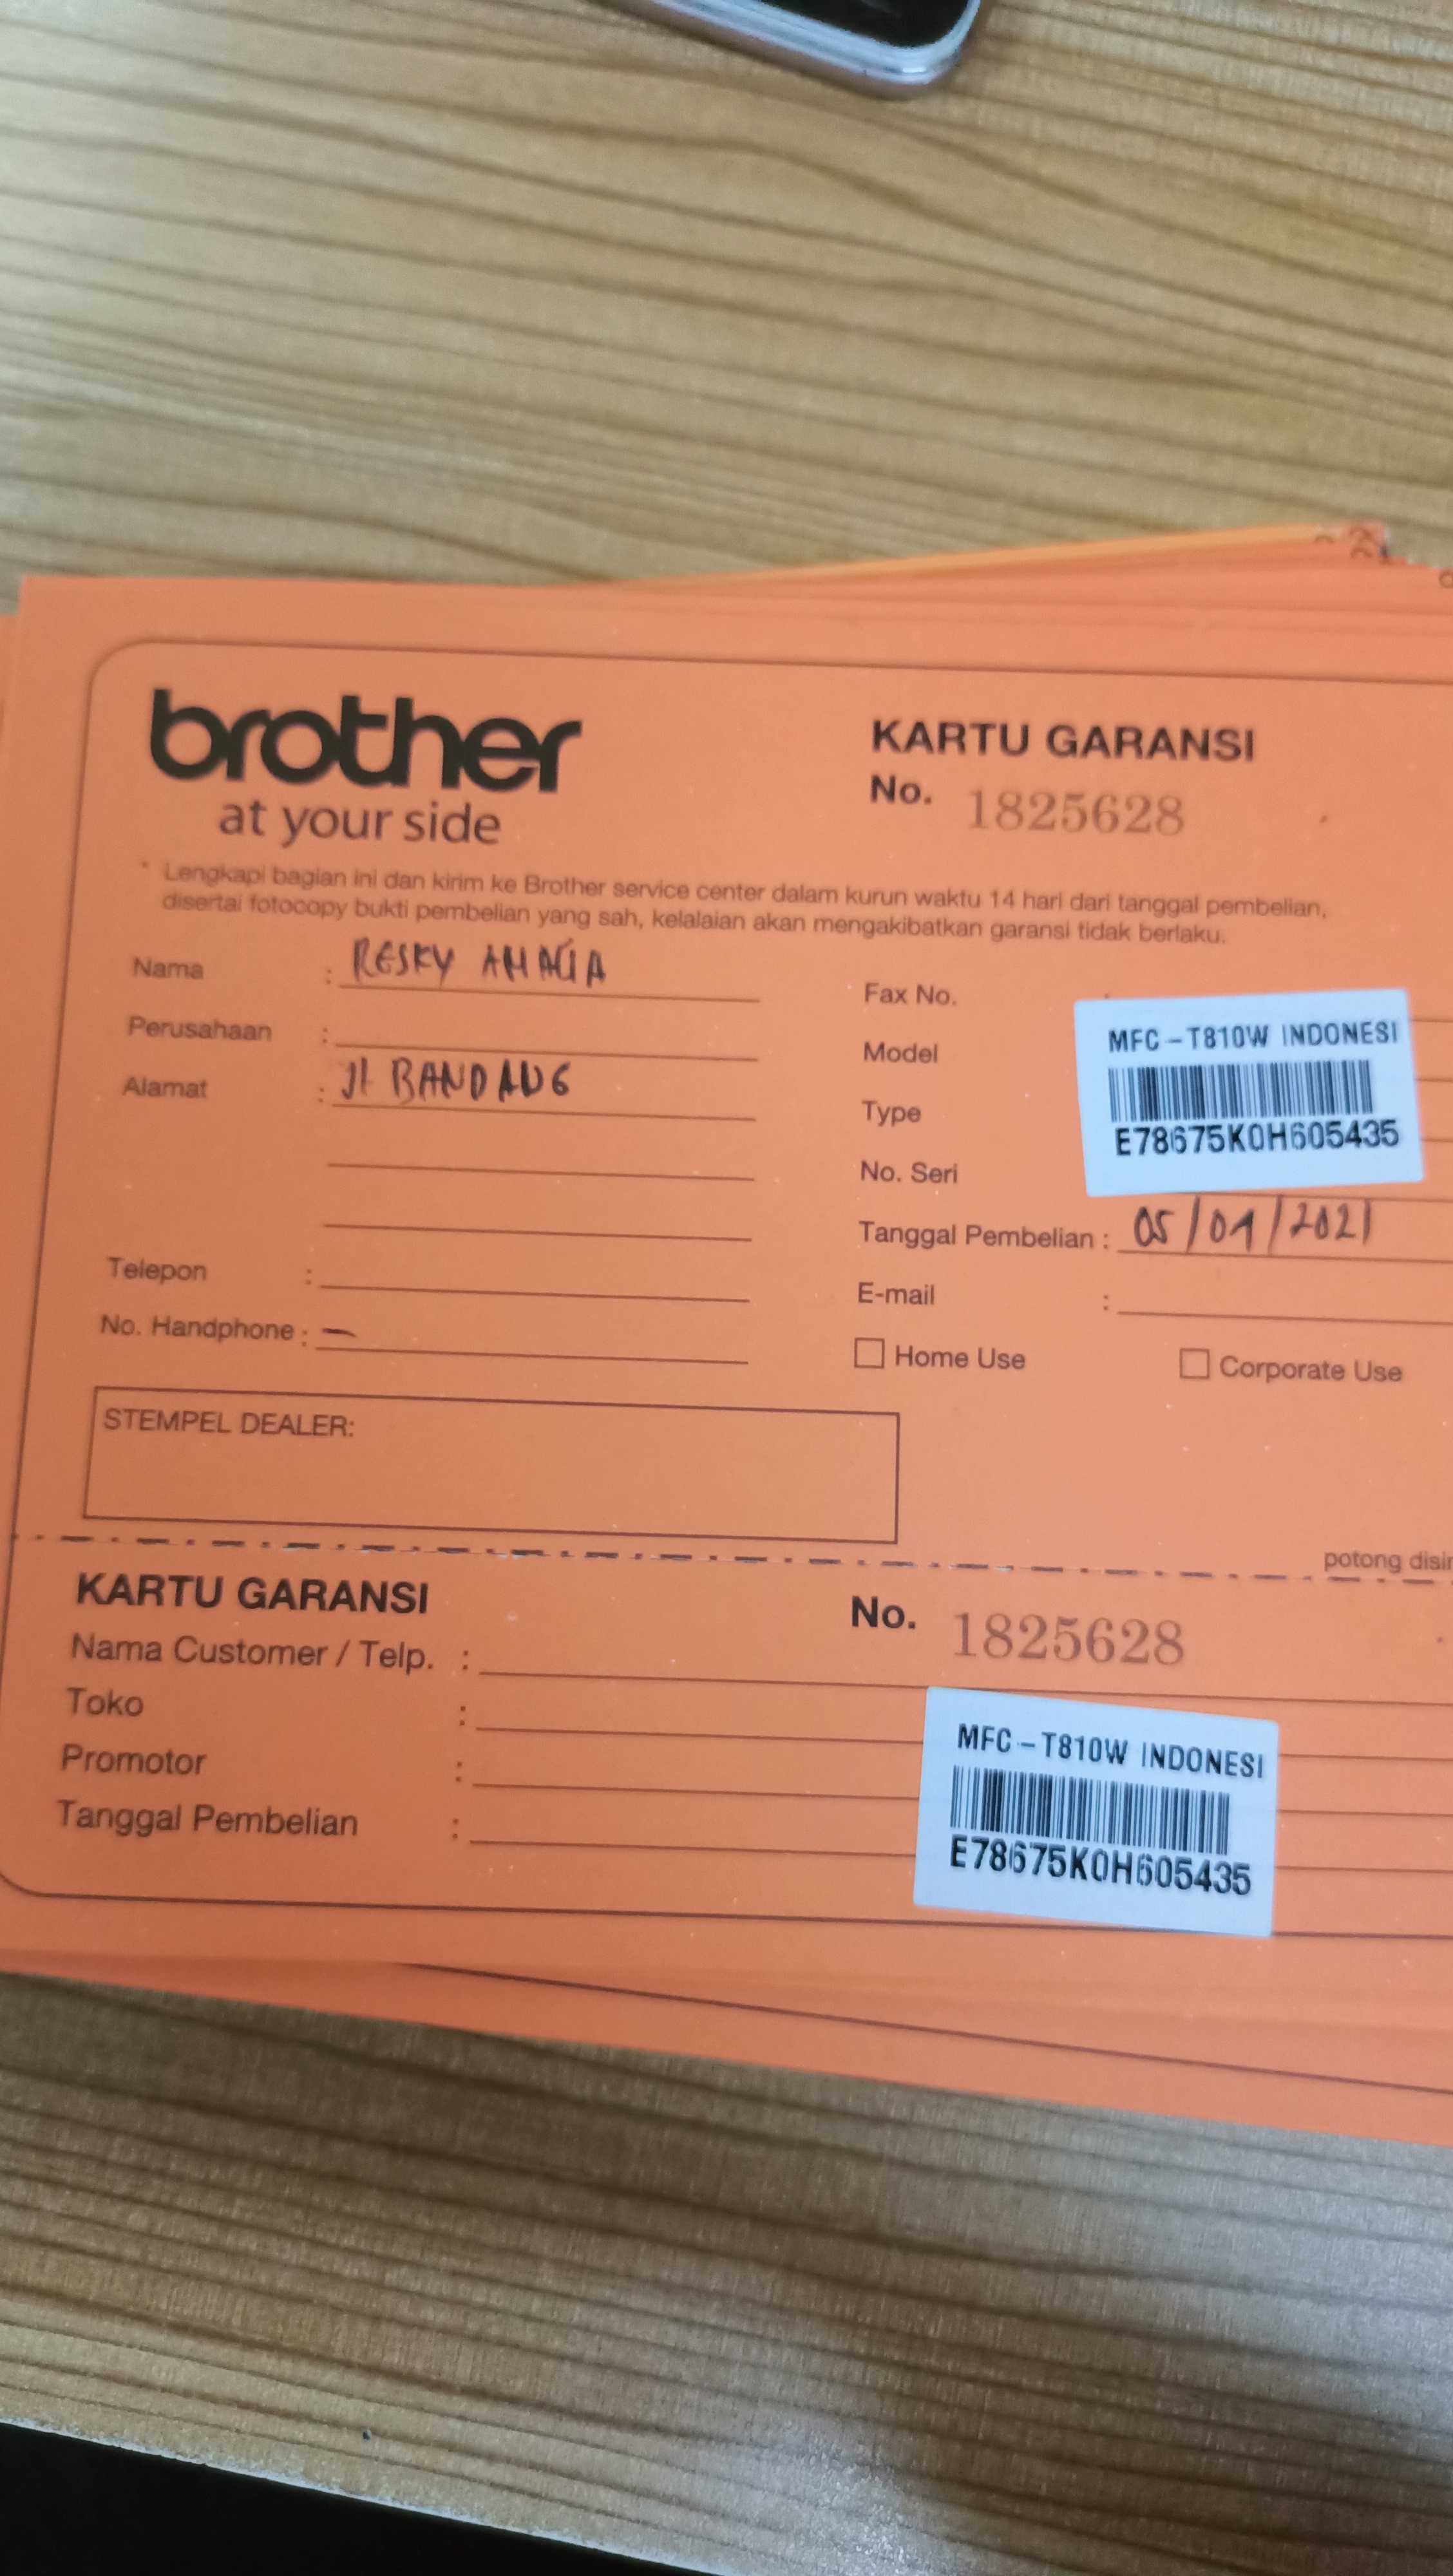 brother
at your side
KARTU GARANSI
No. 1825628
* Lengkapi bagian ini dan kirim ke Brother service center dalam kurun waktu 14 hari dari tanggal pembelian,
disertai fotocopy bukti pembelian yang sah, kelalaian akan mengakibatkan garansi tidak berlaku.
Nama : RESKY AMALIA
Perusahaan :
Alamat : Jl BANDANG
Telepon :
No. Handphone : –
Fax No. :
Model
Type
No. Seri
MFC-T810W INDONESI
E78675K0H605435
Tanggal Pembelian : 05/01/2021
E-mail :
Home Use
Corporate Use
STEMPEL DEALER:
potong disin
KARTU GARANSI
No. 1825628
Nama Customer / Telp. :
Toko :
Promotor :
Tanggal Pembelian :
MFC-T810W INDONESI
E78675K0H605435